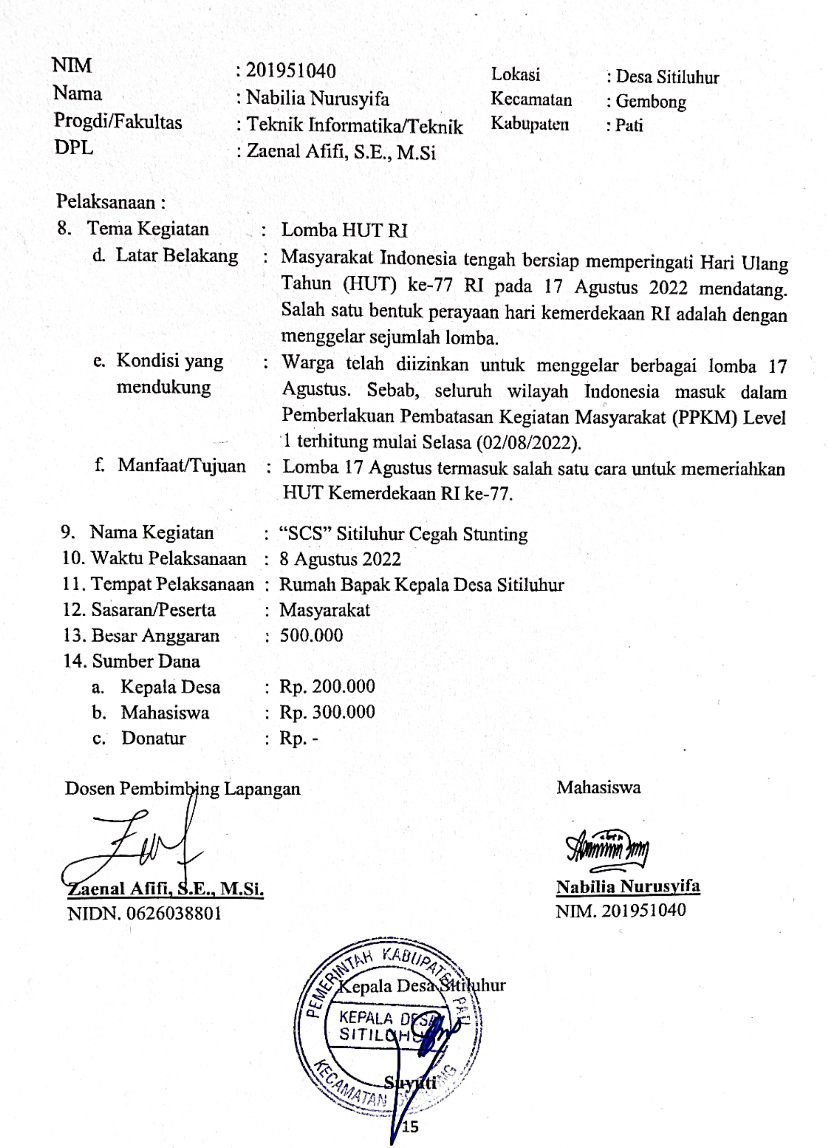 NIM : 201951040 Lokasi : Desa Sitiluhur
Nama : Nabilia Nurusyifa Kecamatan : Gembong
Progdi/Fakultas : Teknik Informatika/Teknik Kabupaten : Pati
DPL : Zaenal Afifi, S.E., M.Si
Pelaksanaan :
8. Tema Kegiatan : Lomba HUT RI
d. Latar Belakang : Masyarakat Indonesia tengah bersiap memperingati Hari Ulang
Tahun (HUT) ke-77 RI pada 17 Agustus 2022 mendatang.
Salah satu bentuk perayaan hari kemerdekaan RI adalah dengan
menggelar sejumlah lomba.
e. Kondisi yang : Warga telah diizinkan untuk menggelar berbagai lomba 17
mendukung Agustus. Sebab, seluruh wilayah Indonesia masuk dalam
Pemberlakuan Pembatasan Kegiatan Masyarakat (PPKM) Level
1 terhitung mulai Selasa (02/08/2022).
f. Manfaat/Tujuan : Lomba 17 Agustus termasuk salah satu cara untuk memeriahkan
HUT Kemerdekaan RI ke-77.
9. Nama Kegiatan : “SCS” Sitiluhur Cegah Stunting
10. Waktu Pelaksanaan : 8 Agustus 2022
11. Tempat Pelaksanaan : Rumah Bapak Kepala Desa Sitiluhur
12. Sasaran/Peserta : Masyarakat
13. Besar Anggaran : 500.000
14. Sumber Dana
a. Kepala Desa : Rp. 200.000
b. Mahasiswa : Rp. 300.000
c. Donatur : Rp. -
Dosen Pembimbing Lapangan Mahasiswa
Zaenal Afifi, S.E., M.Si. Nabilia Nurusyifa
NIDN. 0626038801 NIM. 201951040
PEMERINTAH KABUPATEN PATI
Kepala Desa Sitiluhur
KEPALA DESA
SITILUHUR
Suyuti
KECAMATAN
15